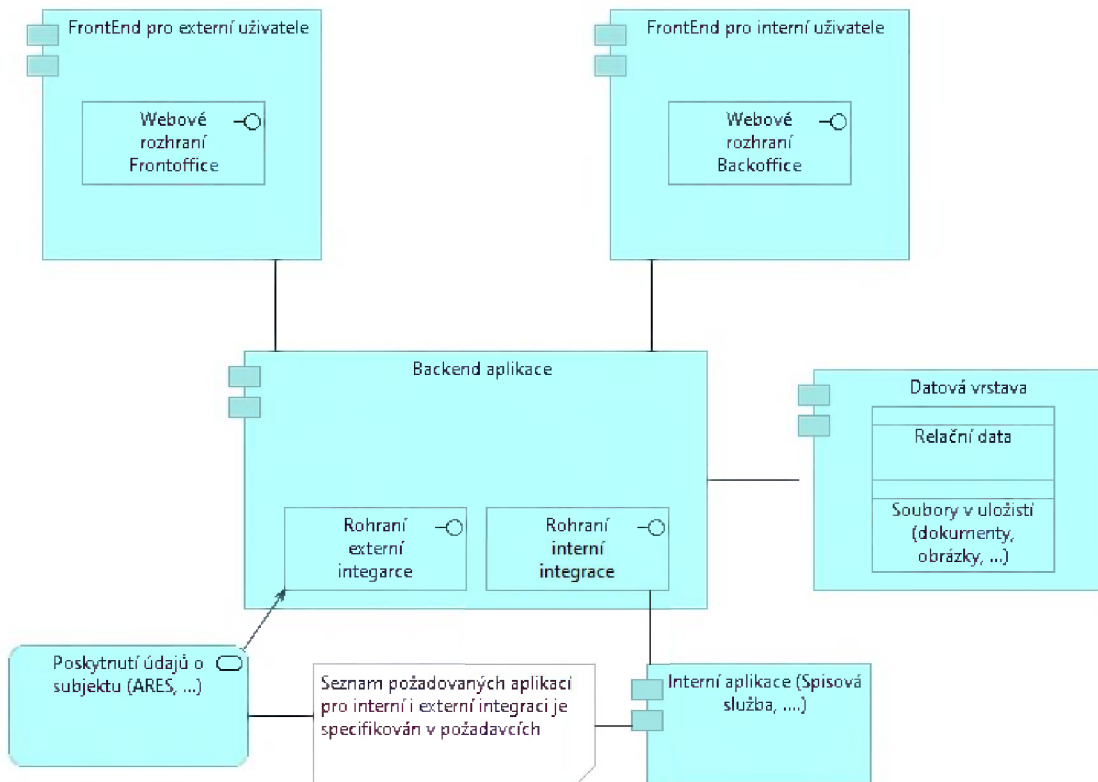 FrontEnd pro externí uživatele
Webové
rozhraní
Frontoffice
FrontEnd pro interní uživatele
Webové
rozhraní
Backoffice
Backend aplikace
Rohraní
externí
integarce
Rohraní
interní
integrace
Datová vrstava
Relační data
Soubory v uložistí
(dokumenty,
obrázky, ...)
Poskytnutí údajů o
subjektu (ARES, ...)
Seznam požadovaných aplikací
pro interní i externí integraci je
specifikován v požadavcích
Interní aplikace (Spisová
služba, ....)